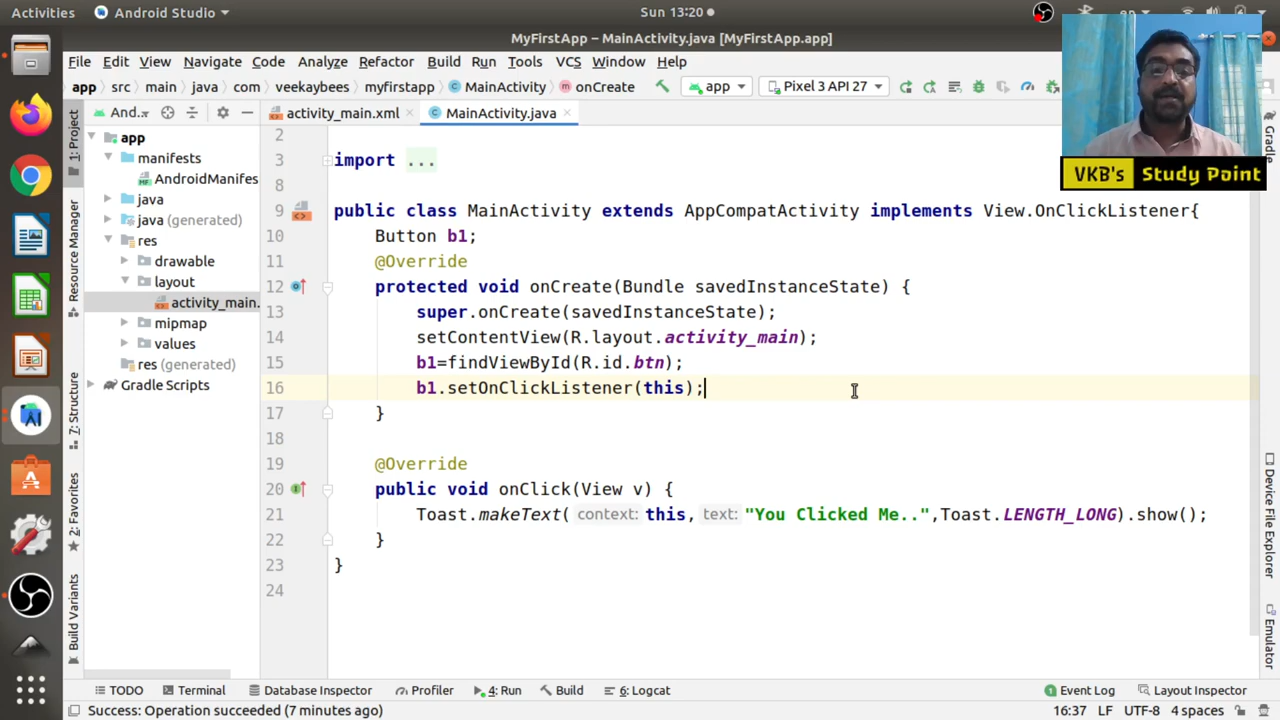 Activities Android Studio Sun 13:20
MyFirstApp – MainActivity.java [MyFirstApp.app]
File Edit View Navigate Code Analyze Refactor Build Run Tools VCS Window Help
app src main java com veekaybees myfirstapp MainActivity onCreate app Pixel 3 API 27
And... activity_main.xml MainActivity.java
1: Project
Resource Manager
7: Structure
2: Favorites
Build Variants
app
manifests
AndroidManifes
java
java (generated)
res
drawable
layout
activity_main.
mipmap
values
res (generated)
Gradle Scripts
2
3 import ...
8
9 public class MainActivity extends AppCompatActivity implements View.OnClickListener{
10 Button b1;
11 @Override
12 protected void onCreate(Bundle savedInstanceState) {
13 super.onCreate(savedInstanceState);
14 setContentView(R.layout.activity_main);
15 b1=findViewById(R.id.btn);
16 b1.setOnClickListener(this);
17 }
18
19 @Override
20 public void onClick(View v) {
21 Toast.makeText( context: this, text: "You Clicked Me..",Toast.LENGTH_LONG).show();
22 }
23 }
24
VKB's Study Point
Gradle
Device File Explorer
Emulator
TODO Terminal Database Inspector Profiler 4: Run Build 6: Logcat 1 Event Log Layout Inspector
Success: Operation succeeded (7 minutes ago) 16:37 LF UTF-8 4 spaces